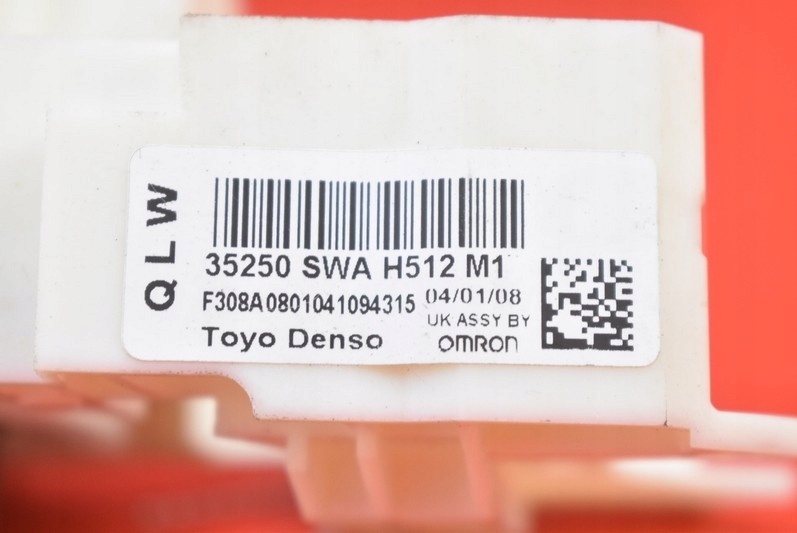 QLW
35250 SWA H512 M1
F308A0801041094315 04/01/08
UK ASSY BY
Toyo Denso OMRON